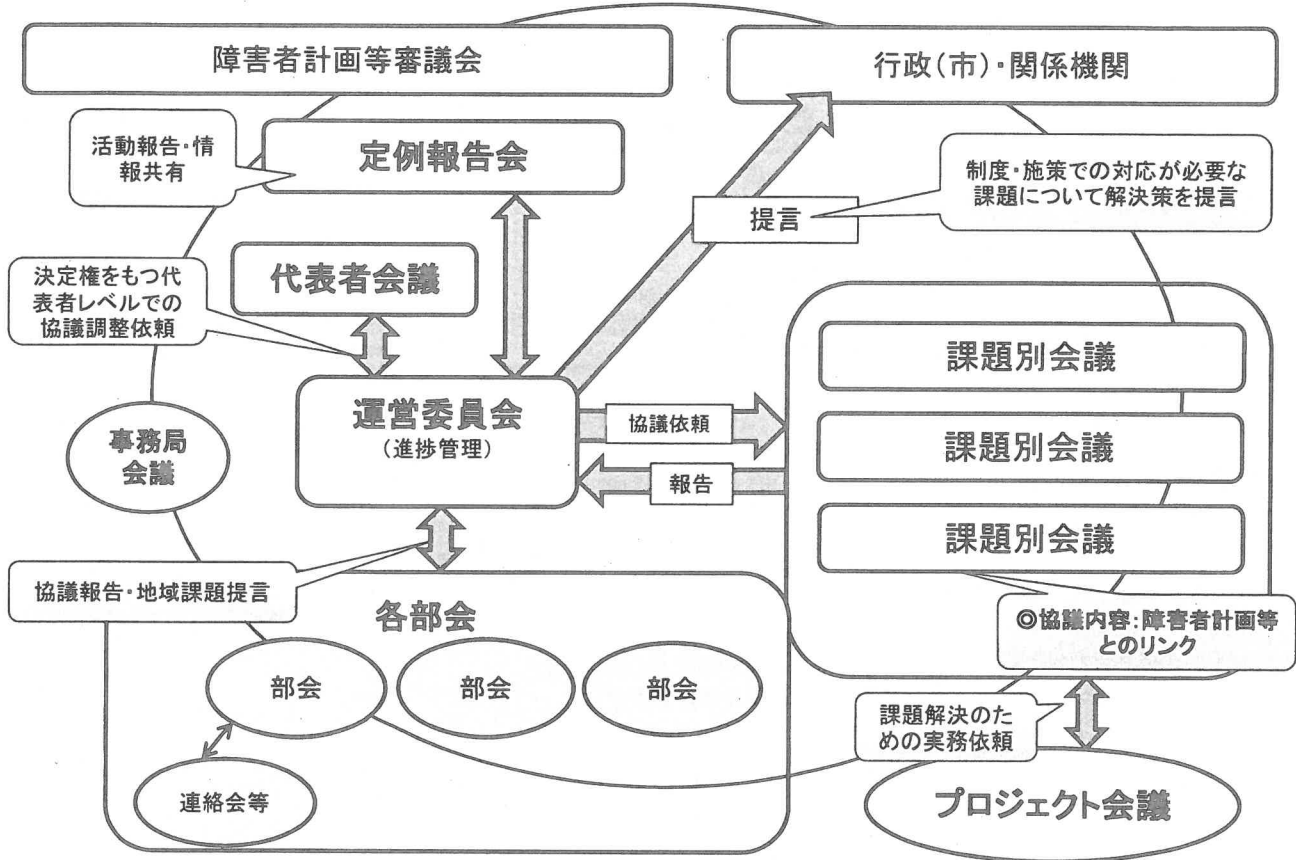 障害者計画等審議会
行政(市)・関係機関
活動報告・情
報共有
定例報告会
制度・施策での対応が必要な
課題について解決策を提言
提言
代表者会議
決定権をもつ代
表者レベルでの
協議調整依頼
課題別会議
運営委員会
(進捗管理)
協議依頼
課題別会議
事務局
会議
報告
課題別会議
協議報告・地域課題提言
各部会
◎協議内容:障害者計画等
とのリンク
部会
部会
部会
課題解決のた
めの実務依頼
連絡会等
プロジェクト会議